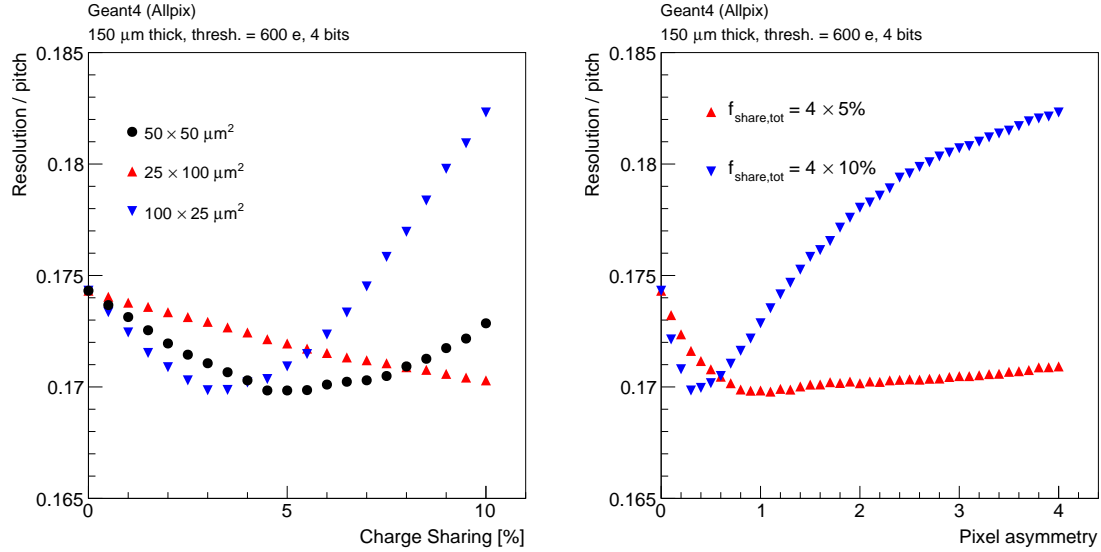 Geant4 (Allpix)
150 μm thick, thresh. = 600 e, 4 bits
Resolution / pitch
0.185
0.18
0.175
0.17
0.165
50 × 50 μm²
25 × 100 μm²
100 × 25 μm²
0
5
10
Charge Sharing [%]
Geant4 (Allpix)
150 μm thick, thresh. = 600 e, 4 bits
Resolution / pitch
0.185
0.18
0.175
0.17
0.165
f_share,tot = 4 × 5%
f_share,tot = 4 × 10%
0
1
2
3
4
Pixel asymmetry